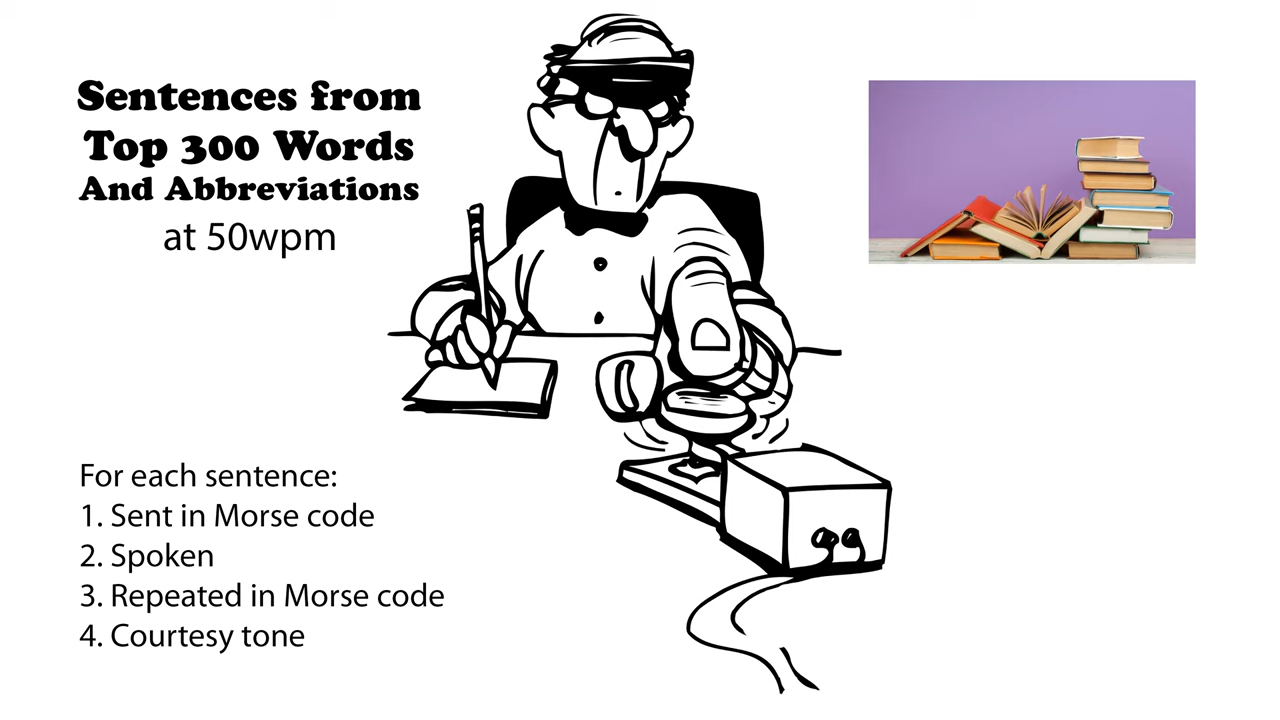 Sentences from
Top 300 Words
And Abbreviations
at 50wpm
For each sentence:
1. Sent in Morse code
2. Spoken
3. Repeated in Morse code
4. Courtesy tone